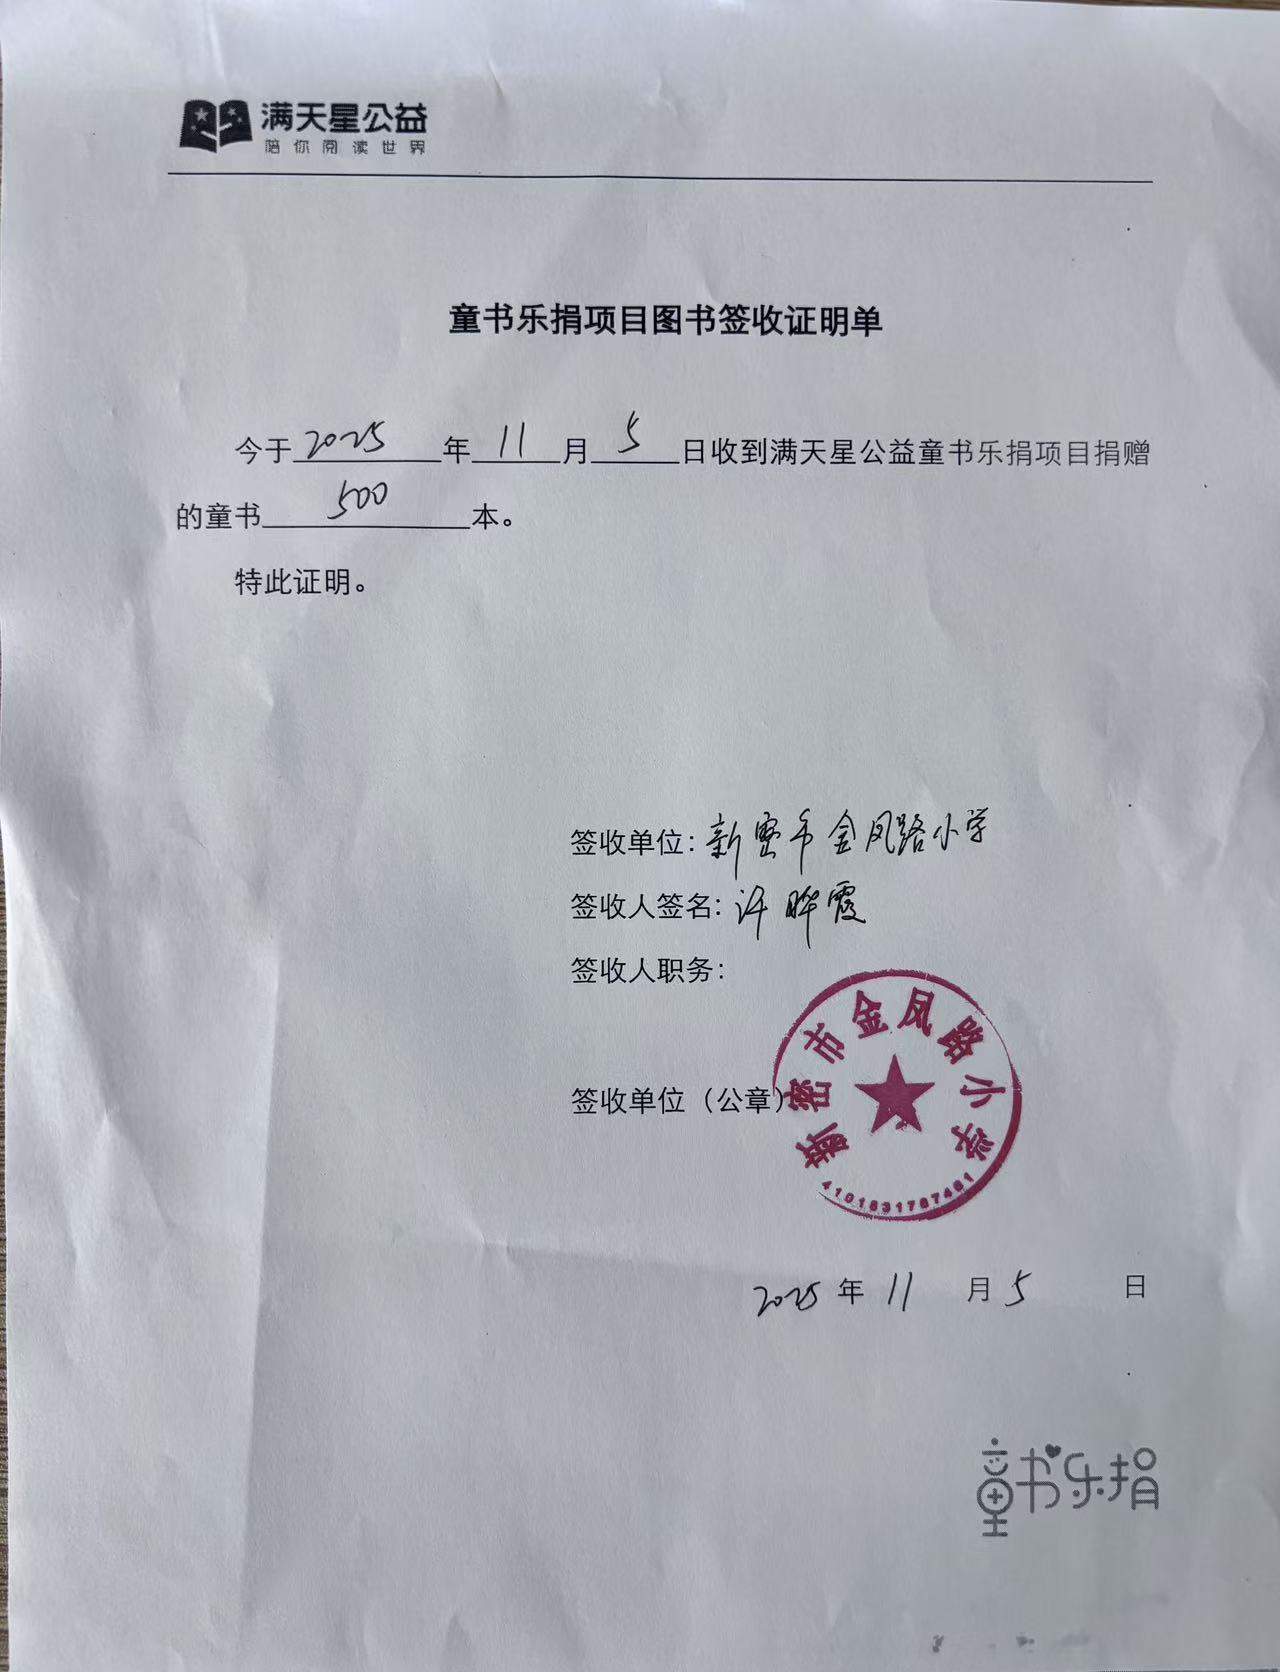 满天星公益
陪你阅读世界
童书乐捐项目图书签收证明单
今于2025年11月5日收到满天星公益童书乐捐项目捐赠
的童书500本。
特此证明。
签收单位：新密市金凤路小学
签收人签名：许晔霞
签收人职务：
签收单位（公章）
新密市金凤路小学
4101831767461
2025年11月5日
童书乐捐